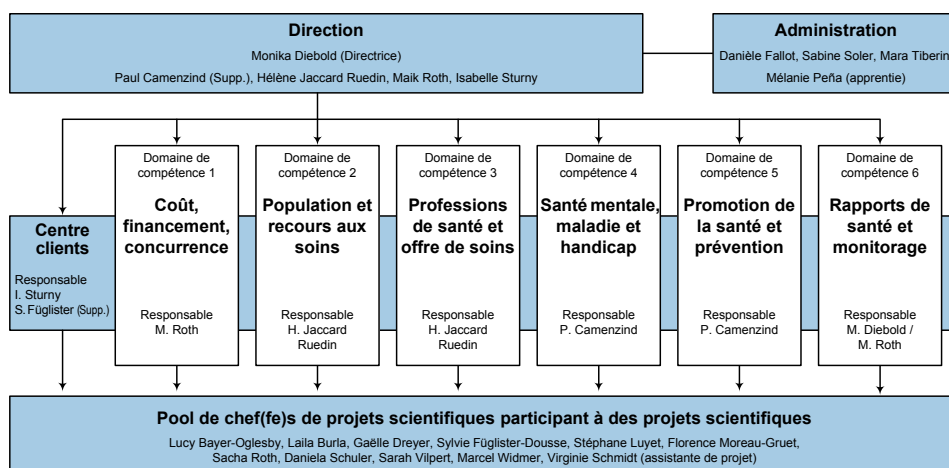 Direction
Monika Diebold (Directrice)
Paul Camenzind (Supp.), Hélène Jaccard Ruedin, Maik Roth, Isabelle Sturny
Administration
Danièle Fallot, Sabine Soler, Mara Tiberini
Mélanie Peña (apprentie)
Centre
clients
Responsable
I. Sturny
S. Füglister (Supp.)
Domaine de
compétence 1
Coût,
financement,
concurrence
Responsable
M. Roth
Domaine de
compétence 2
Population et
recours aux
soins
Responsable
H. Jaccard
Ruedin
Domaine de
compétence 3
Professions
de santé et
offre de soins
Responsable
H. Jaccard
Ruedin
Domaine de
compétence 4
Santé mentale,
maladie et
handicap
Responsable
P. Camenzind
Domaine de
compétence 5
Promotion de
la santé et
prévention
Responsable
P. Camenzind
Domaine de
compétence 6
Rapports de
santé et
monitorage
Responsable
M. Diebold /
M. Roth
Pool de chef(fe)s de projets scientifiques participant à des projets scientifiques
Lucy Bayer-Oglesby, Laila Burla, Gaëlle Dreyer, Sylvie Füglister-Dousse, Stéphane Luyet, Florence Moreau-Gruet,
Sacha Roth, Daniela Schuler, Sarah Vilpert, Marcel Widmer, Virginie Schmidt (assistante de projet)